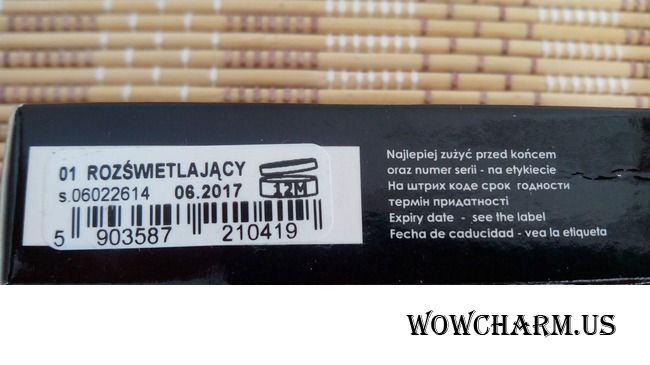 01 ROZŚWIETLAJĄCY
s.06022614 06.2017 12M
5 903587 210419
Najlepiej zużyć przed końcem
oraz numer serii - na etykiecie
На штрих коде срок годности
термін придатності
Expiry date - see the label
Fecha de caducidad - vea la etiqueta
WOWCHARM.US